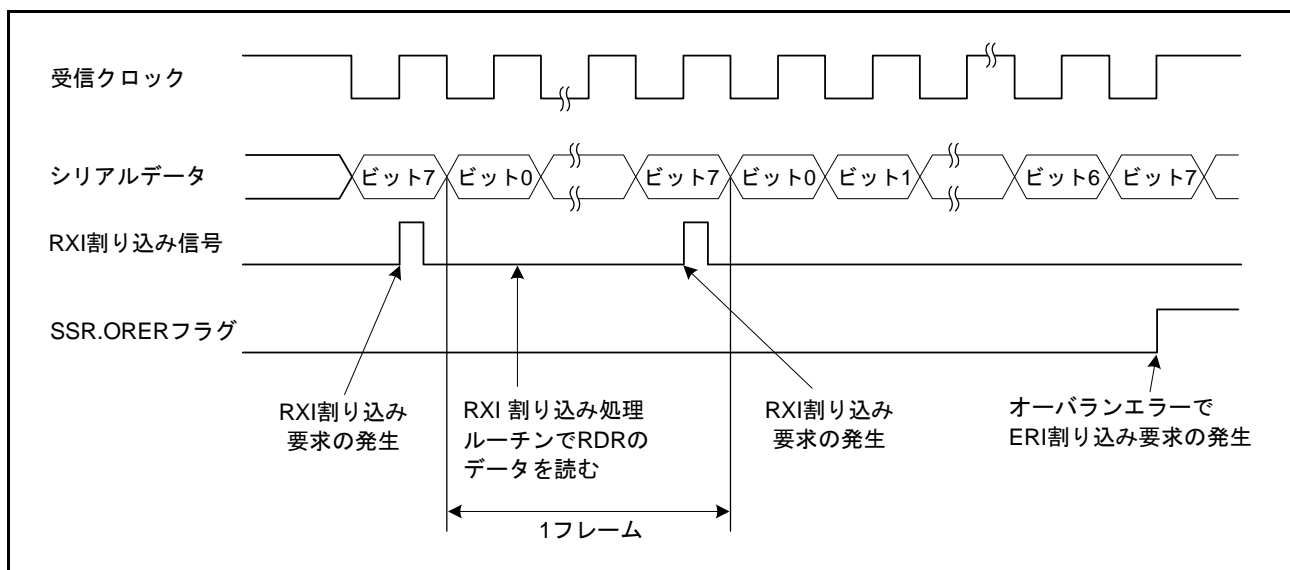 受信クロック
シリアルデータ
ビット7 ビット0 ビット7 ビット0 ビット1 ビット6 ビット7
RXI割り込み信号
SSR.ORERフラグ
RXI割り込み
要求の発生
RXI 割り込み処理
ルーチンでRDRの
データを読む
RXI割り込み
要求の発生
オーバランエラーで
ERI割り込み要求の発生
1フレーム